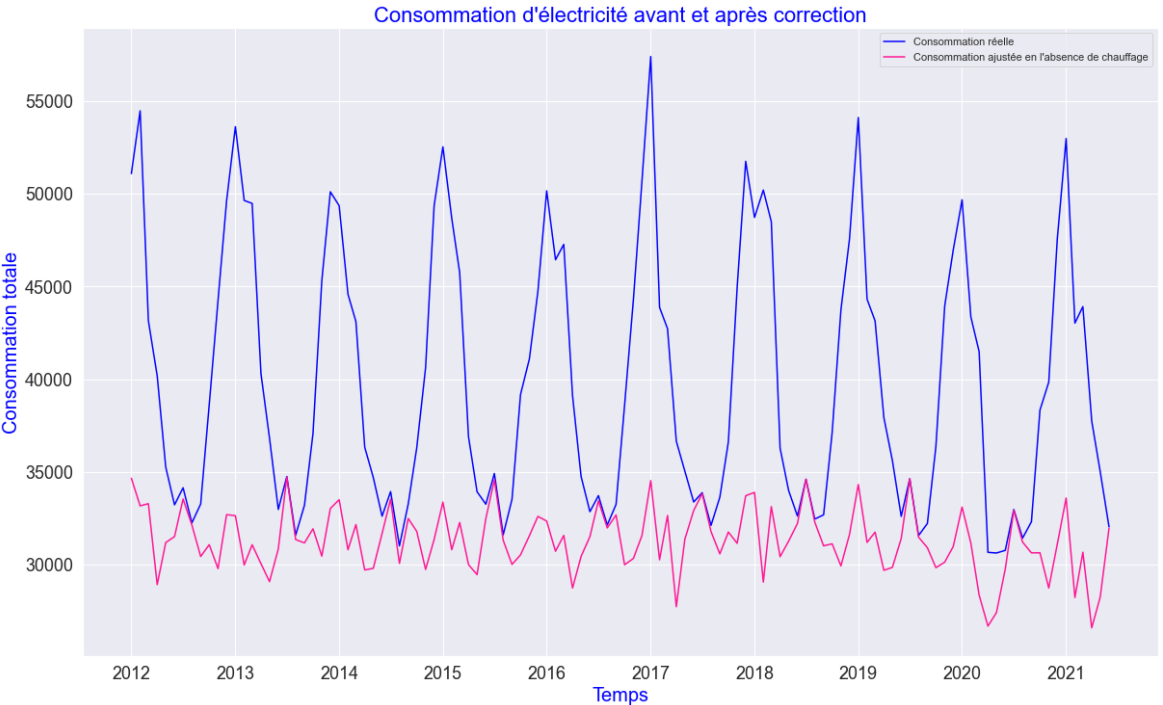 Consommation d'électricité avant et après correction
Consommation réelle
Consommation ajustée en l'absence de chauffage
Consommation totale
55000
50000
45000
40000
35000
30000
2012 2013 2014 2015 2016 2017 2018 2019 2020 2021
Temps